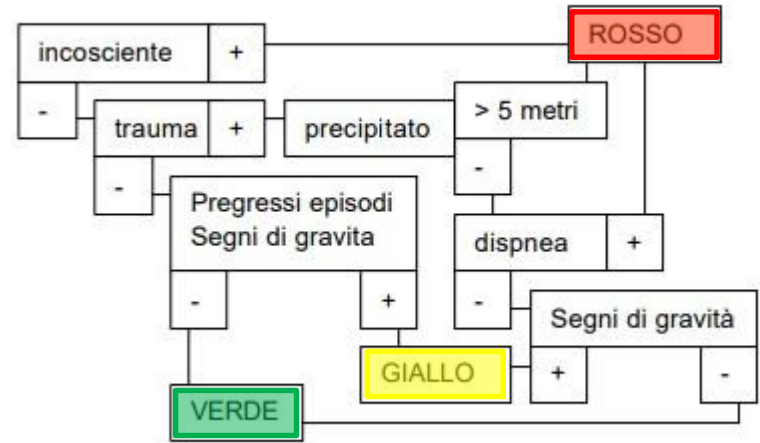 ROSSO
incosciente +
-
trauma +
precipitato
> 5 metri
-
-
Pregressi episodi
Segni di gravita
- +
dispnea +
-
Segni di gravità
+ -
GIALLO
VERDE